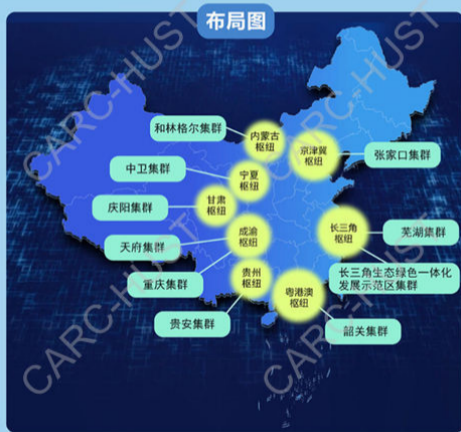 布局图
CARC-HUST
CARC-HUST
和林格尔集群
内蒙古
枢纽
京津冀
枢纽
张家口集群
中卫集群
宁夏
枢纽
庆阳集群
甘肃
枢纽
天府集群
成渝
枢纽
长三角
枢纽
芜湖集群
重庆集群
贵州
枢纽
长三角生态绿色一体化
发展示范区集群
贵安集群
粤港澳
枢纽
韶关集群
CARC-HUST
CARC-HUST